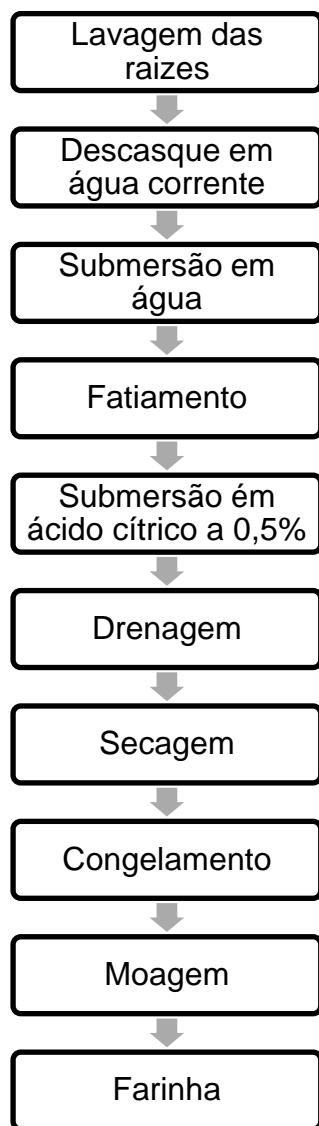 Lavagem das
raizes
Descasque em
água corrente
Submersão em
água
Fatiamento
Submersão ém
ácido cítrico a 0,5%
Drenagem
Secagem
Congelamento
Moagem
Farinha